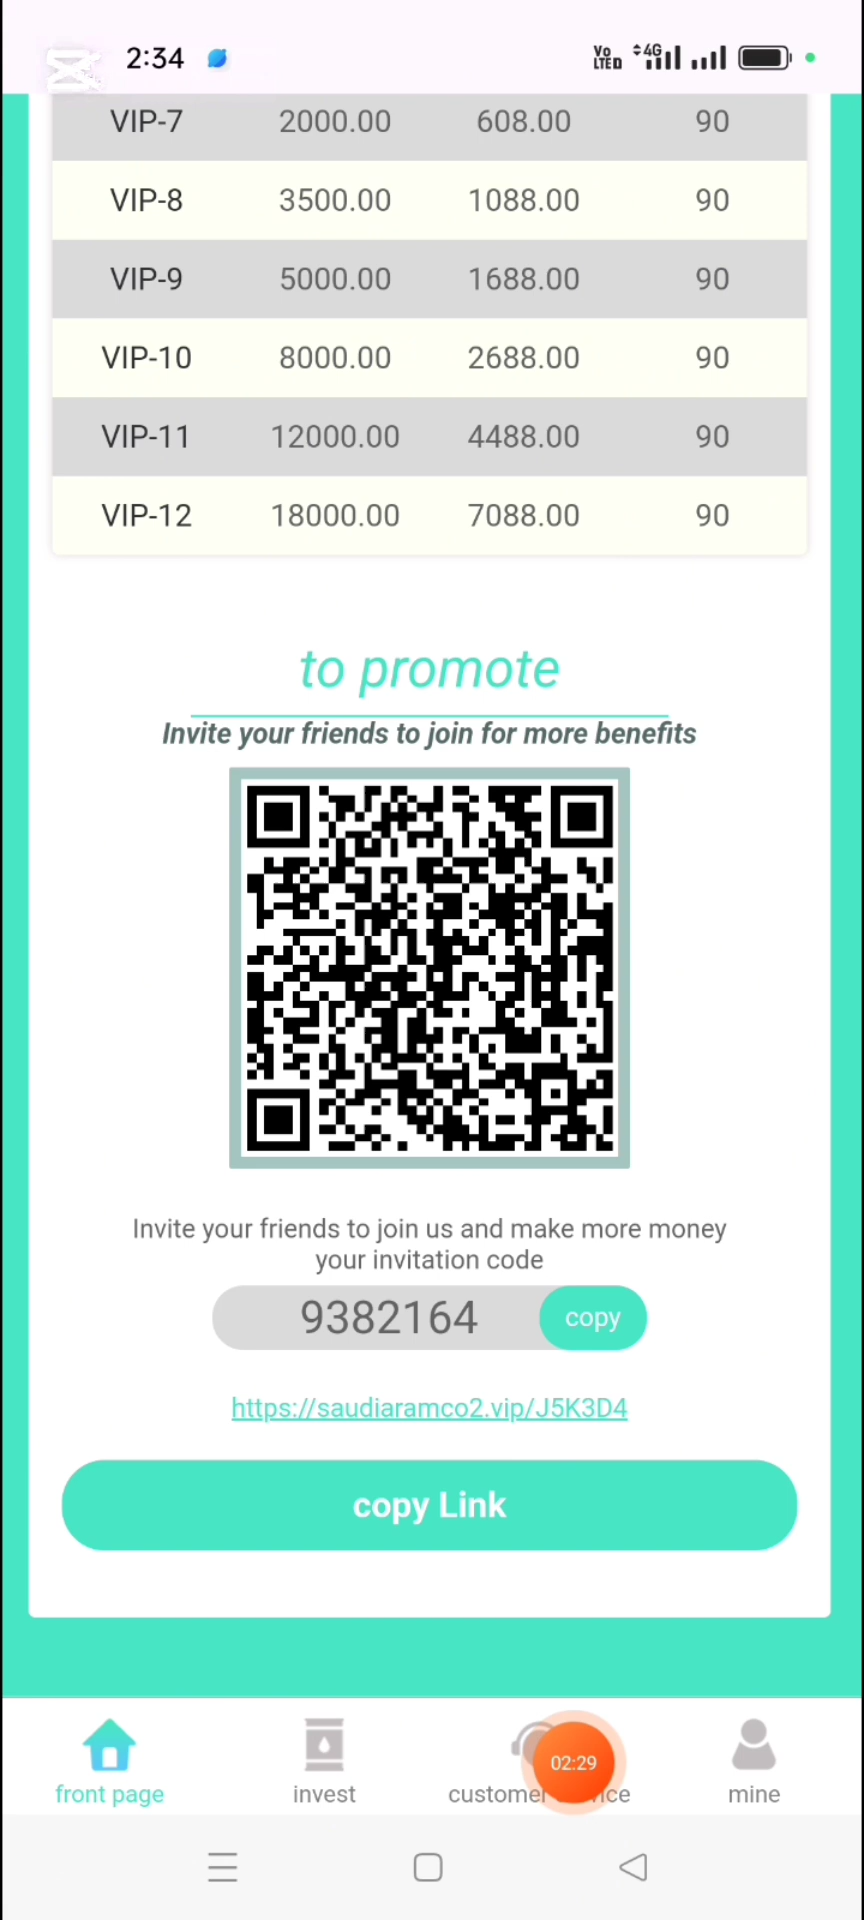 2:34 Vo LTED 4G
VIP-7 2000.00 608.00 90
VIP-8 3500.00 1088.00 90
VIP-9 5000.00 1688.00 90
VIP-10 8000.00 2688.00 90
VIP-11 12000.00 4488.00 90
VIP-12 18000.00 7088.00 90
to promote
Invite your friends to join for more benefits
Invite your friends to join us and make more money
your invitation code
9382164 copy
https://saudiaramco2.vip/J5K3D4
copy Link
02:29
front page invest customer mine